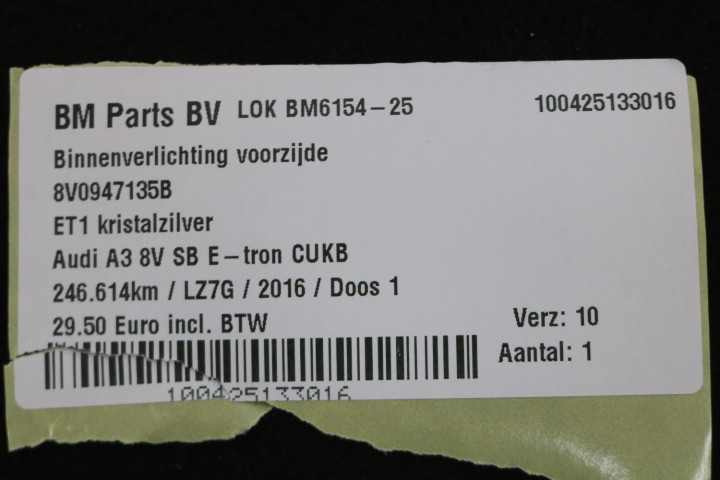 BM Parts BV LOK BM6154-25 100425133016
Binnenverlichting voorzijde
8V0947135B
ET1 kristalzilver
Audi A3 8V SB E-tron CUKB
246.614km / LZ7G / 2016 / Doos 1
29.50 Euro incl. BTW Verz: 10
Aantal: 1
100425133016